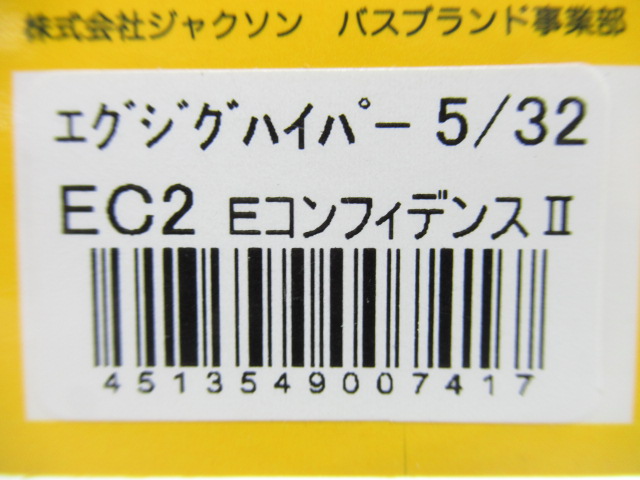 株式会社ジャクソン　バスブランド事業部
ｴｸﾞｼﾞｸﾞﾊｲﾊﾟｰ 5/32
EC2 EコンフィデンスⅡ
4513549007417